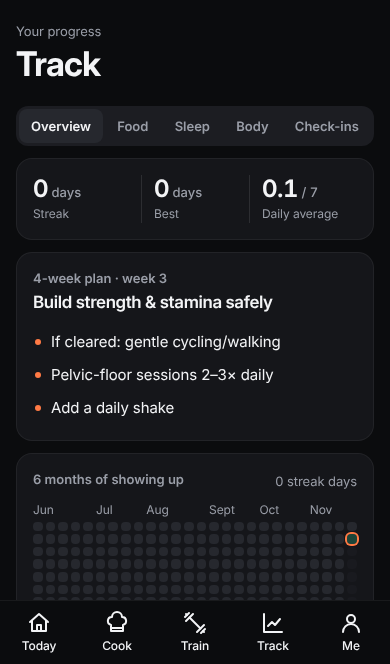 Your progress
Track
Overview Food Sleep Body Check-ins
0 days 0 days 0.1 / 7
Streak Best Daily average
4-week plan · week 3
Build strength & stamina safely
If cleared: gentle cycling/walking
Pelvic-floor sessions 2–3× daily
Add a daily shake
6 months of showing up 0 streak days
Jun Jul Aug Sept Oct Nov
Today Cook Train Track Me